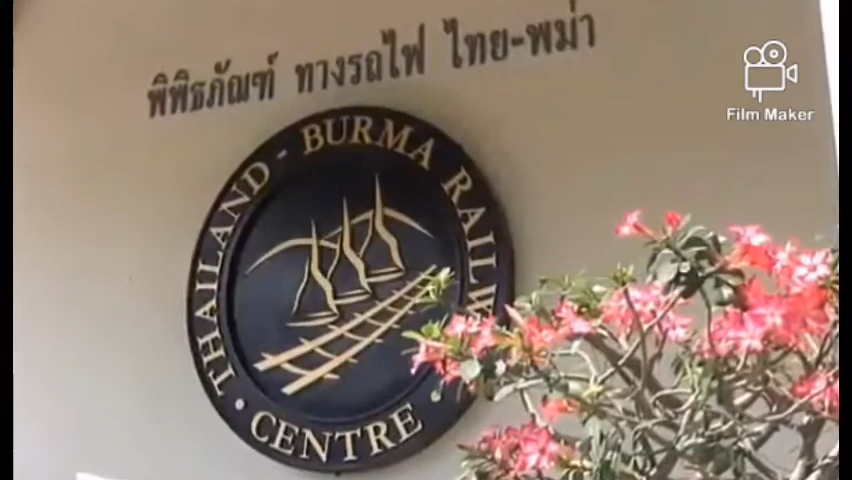 พิพิธภัณฑ์ ทางรถไฟ ไทย-พม่า
Film Maker
THAILAND - BURMA RAILW
CENTRE